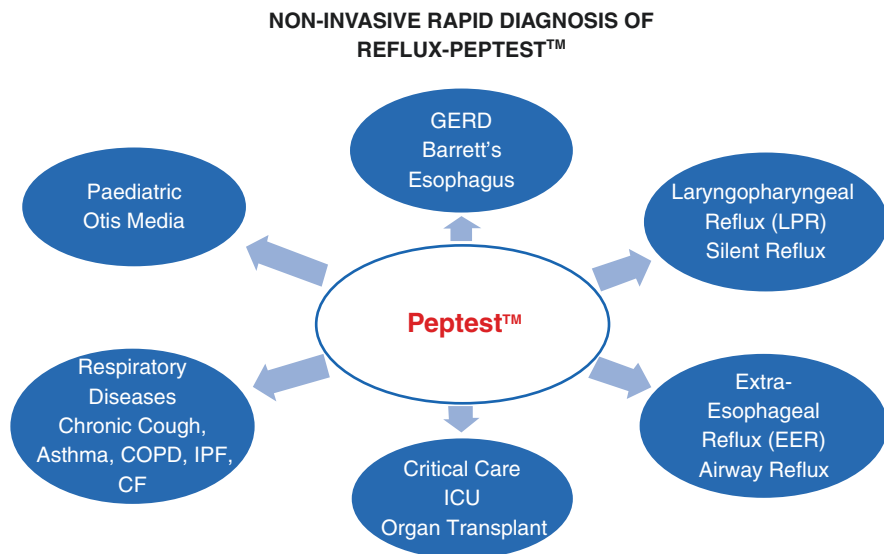 NON-INVASIVE RAPID DIAGNOSIS OF
REFLUX-PEPTEST™
GERD
Barrett's
Esophagus
Paediatric
Otis Media
Laryngopharyngeal
Reflux (LPR)
Silent Reflux
Peptest™
Respiratory
Diseases
Chronic Cough,
Asthma, COPD, IPF,
CF
Extra-
Esophageal
Reflux (EER)
Airway Reflux
Critical Care
ICU
Organ Transplant